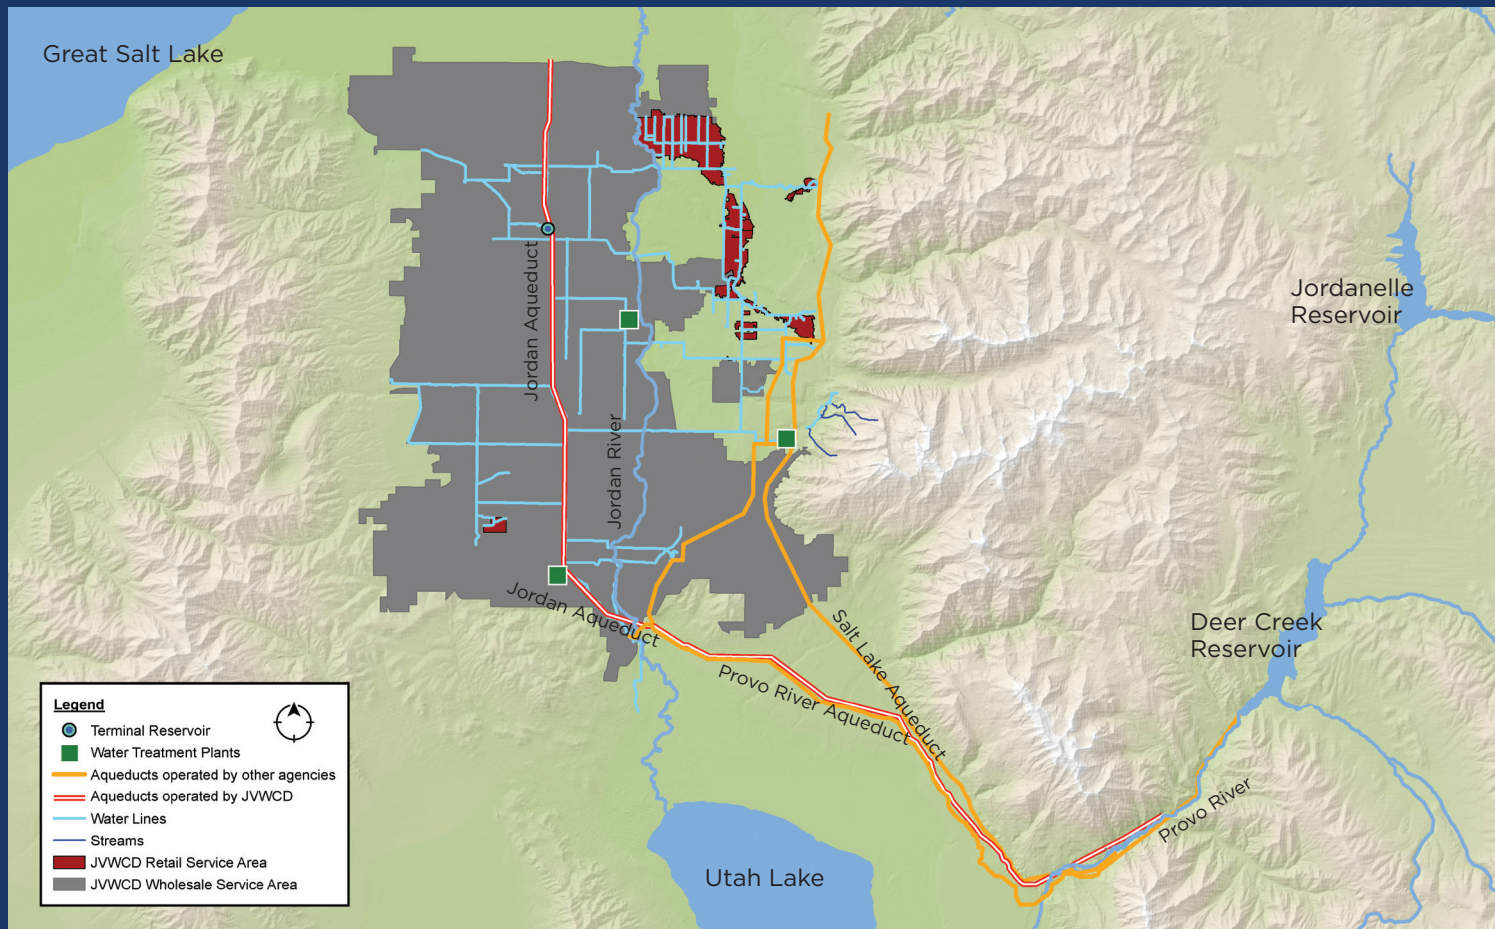 Great Salt Lake
Jordan Aqueduct
Jordanelle
Reservoir
Jordan River
Jordan Aqueduct
Deer Creek
Reservoir
Salt Lake Aqueduct
Provo River Aqueduct
Provo River
Utah Lake
Legend
Terminal Reservoir
Water Treatment Plants
Aqueducts operated by other agencies
Aqueducts operated by JVWCD
Water Lines
Streams
JVWCD Retail Service Area
JVWCD Wholesale Service Area